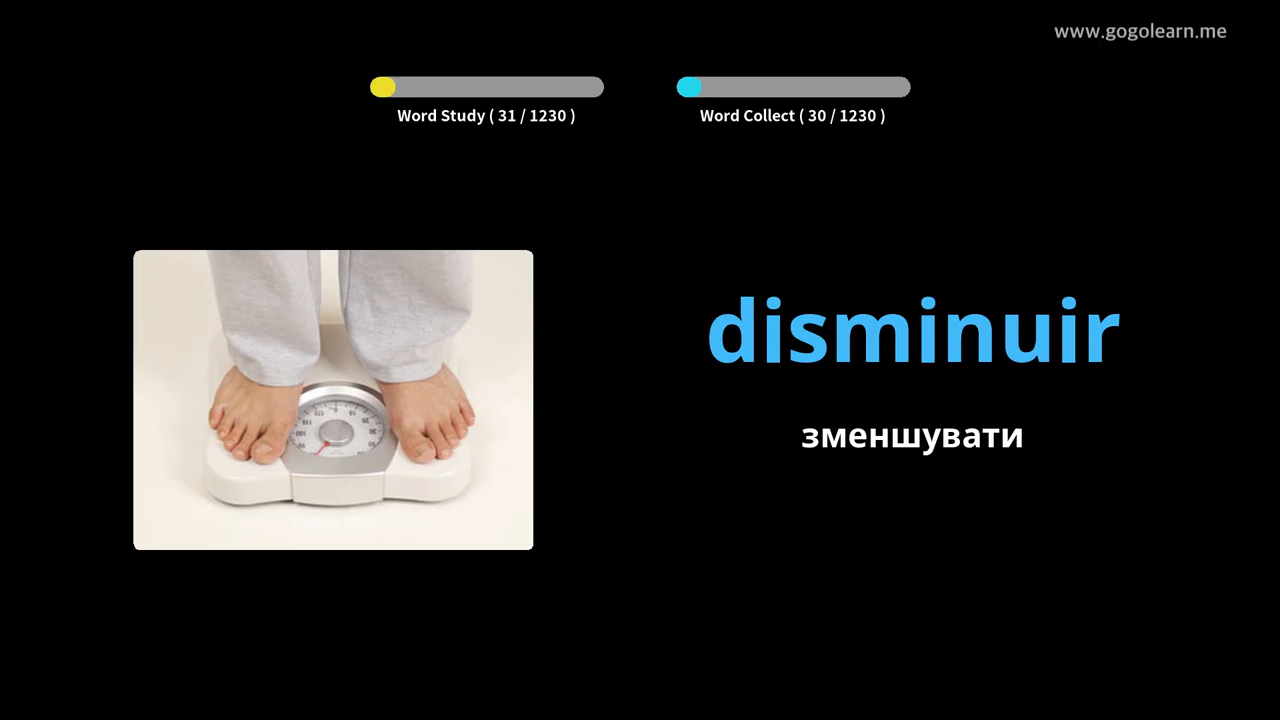 www.gogolearn.me
Word Study ( 31 / 1230 )
Word Collect ( 30 / 1230 )
disminuir
зменшувати